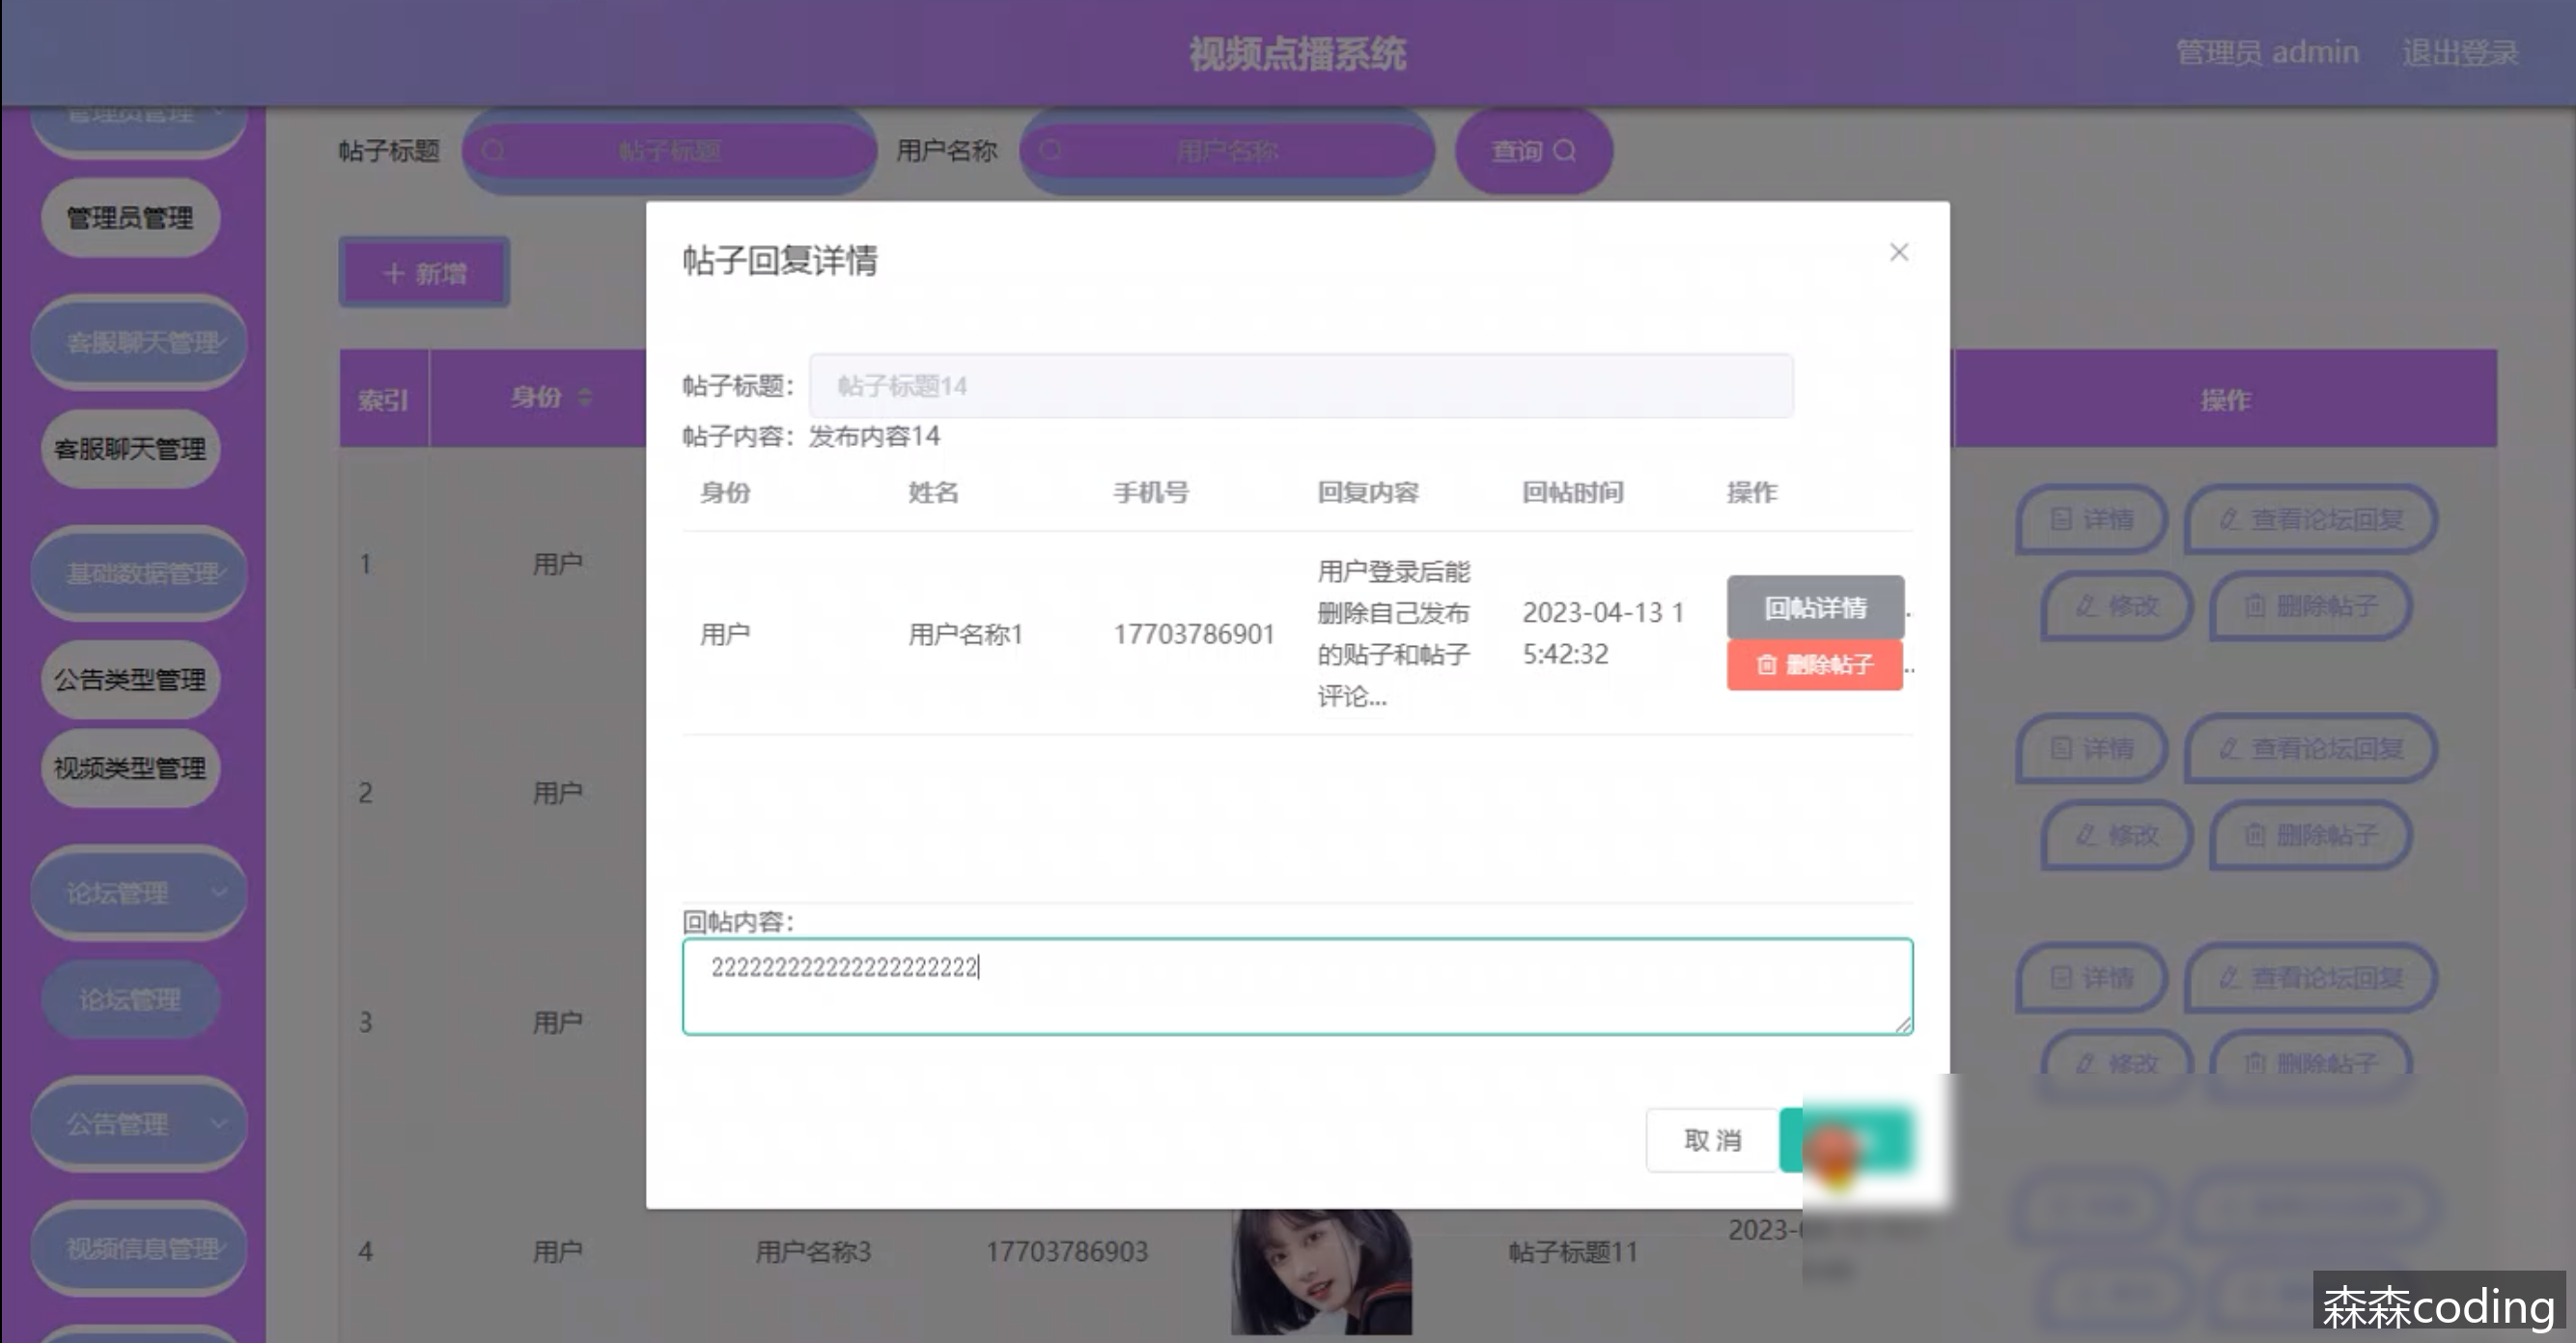 视频点播系统
管理员 admin 退出登录
管理员管理
帖子标题 帖子标题 用户名称 用户名称 查询
管理员管理
+ 新增
客服聊天管理
客服聊天管理
基础数据管理
公告类型管理
视频类型管理
论坛管理
论坛管理
公告管理
视频信息管理
索引 身份 操作
1 用户 详情 查看论坛回复
修改 删除帖子
2 用户 详情 查看论坛回复
修改 删除帖子
3 用户 详情 查看论坛回复
修改 删除帖子
4 用户 用户名称3 17703786903 帖子标题11 2023-
帖子回复详情
帖子标题: 帖子标题14
帖子内容: 发布内容14
身份 姓名 手机号 回复内容 回帖时间 操作
用户 用户名称1 17703786901
用户登录后能
删除自己发布
的贴子和帖子
评论...
2023-04-13 1
5:42:32
回帖详情
删除帖子
回帖内容:
222222222222222222222
取 消
森森coding